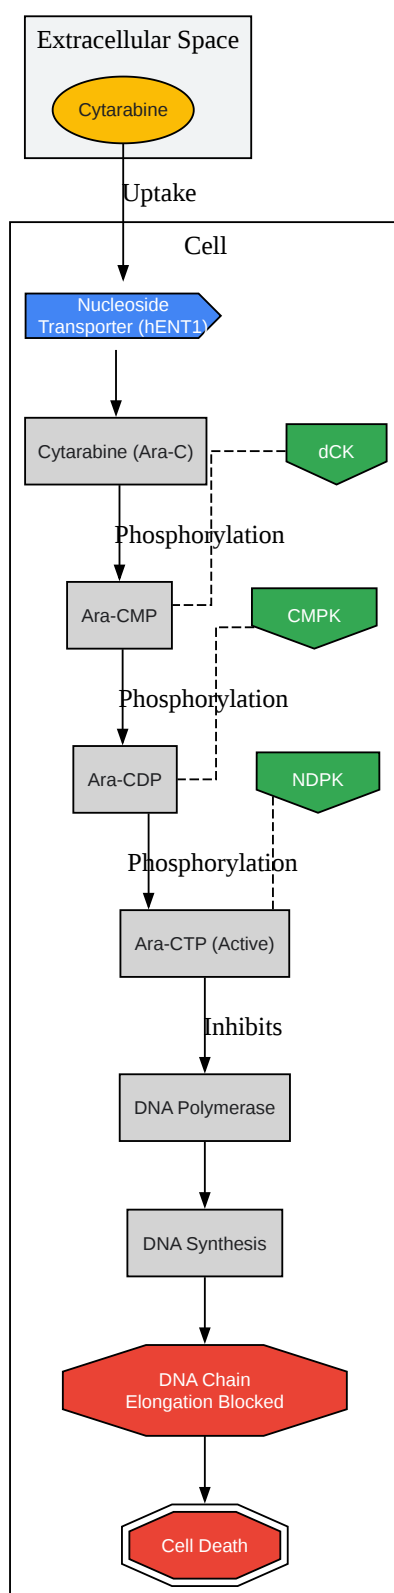 Extracellular Space
Cytarabine
Uptake
Cell
Nucleoside
Transporter (hENT1)
Cytarabine (Ara-C)
dCK
Phosphorylation
Ara-CMP
CMPK
Phosphorylation
Ara-CDP
NDPK
Phosphorylation
Ara-CTP (Active)
Inhibits
DNA Polymerase
DNA Synthesis
DNA Chain
Elongation Blocked
Cell Death